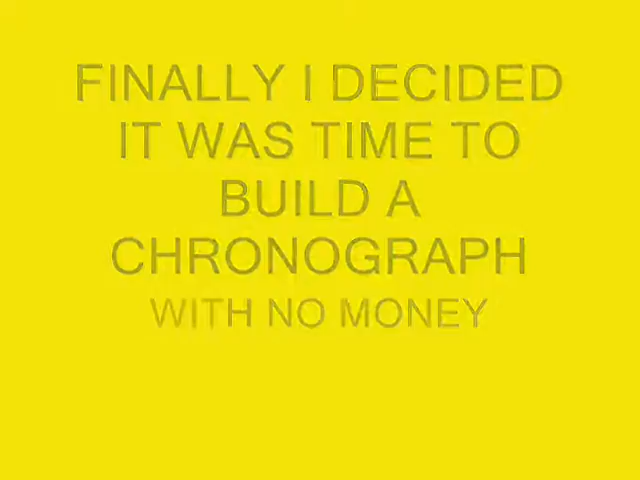 FINALLY I DECIDED
IT WAS TIME TO
BUILD A
CHRONOGRAPH
WITH NO MONEY